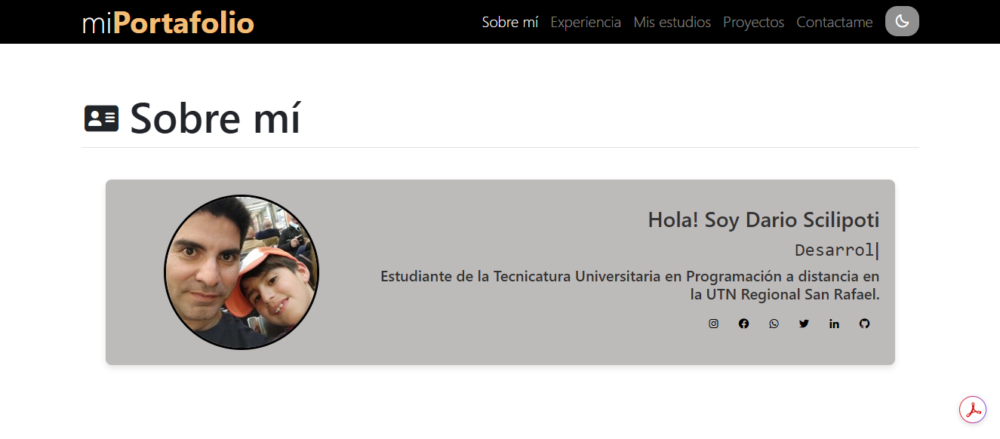 miPortafolio
Sobre mí Experiencia Mis estudios Proyectos Contactame
Sobre mí
Hola! Soy Dario Scilipoti
Desarrol|
Estudiante de la Tecnicatura Universitaria en Programación a distancia en
la UTN Regional San Rafael.